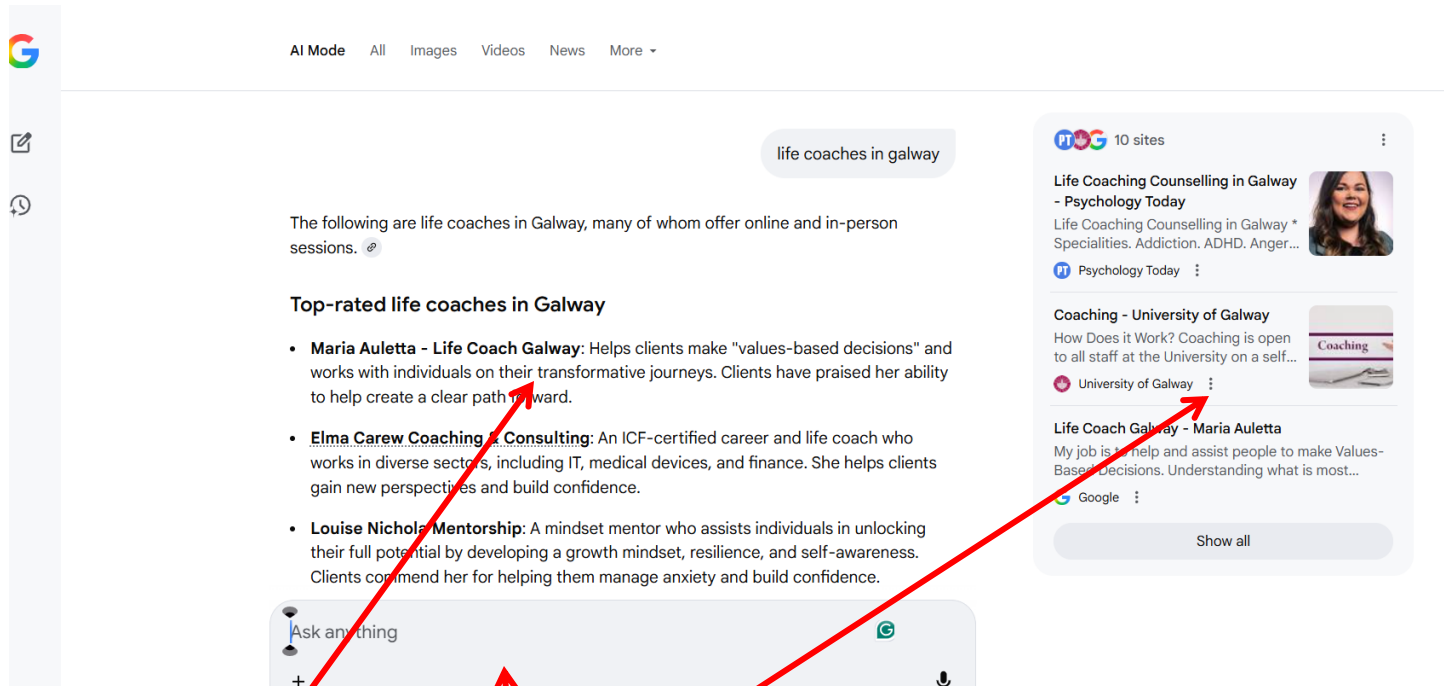 AI Mode All Images Videos News More
life coaches in galway
The following are life coaches in Galway, many of whom offer online and in-person
sessions.
Top-rated life coaches in Galway
• Maria Auletta - Life Coach Galway: Helps clients make "values-based decisions" and
works with individuals on their transformative journeys. Clients have praised her ability
to help create a clear path forward.
• Elma Carew Coaching & Consulting: An ICF-certified career and life coach who
works in diverse sectors, including IT, medical devices, and finance. She helps clients
gain new perspectives and build confidence.
• Louise Nichola Mentorship: A mindset mentor who assists individuals in unlocking
their full potential by developing a growth mindset, resilience, and self-awareness.
Clients commend her for helping them manage anxiety and build confidence.
Ask anything
PT G 10 sites
Life Coaching Counselling in Galway
- Psychology Today
Life Coaching Counselling in Galway *
Specialities. Addiction. ADHD. Anger...
PT Psychology Today
Coaching - University of Galway
How Does it Work? Coaching is open
to all staff at the University on a self...
Coaching
University of Galway
Life Coach Galway - Maria Auletta
My job is to help and assist people to make Values-
Based Decisions. Understanding what is most...
G Google
Show all